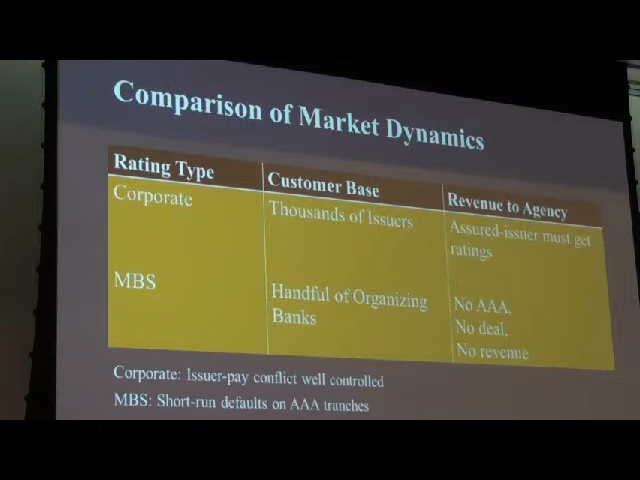 Comparison of Market Dynamics
Rating Type Customer Base Revenue to Agency
Corporate Thousands of Issuers Assured-issuer must get
ratings
MBS Handful of Organizing No AAA,
Banks No deal,
No revenue
Corporate: Issuer-pay conflict well controlled
MBS: Short-run defaults on AAA tranches